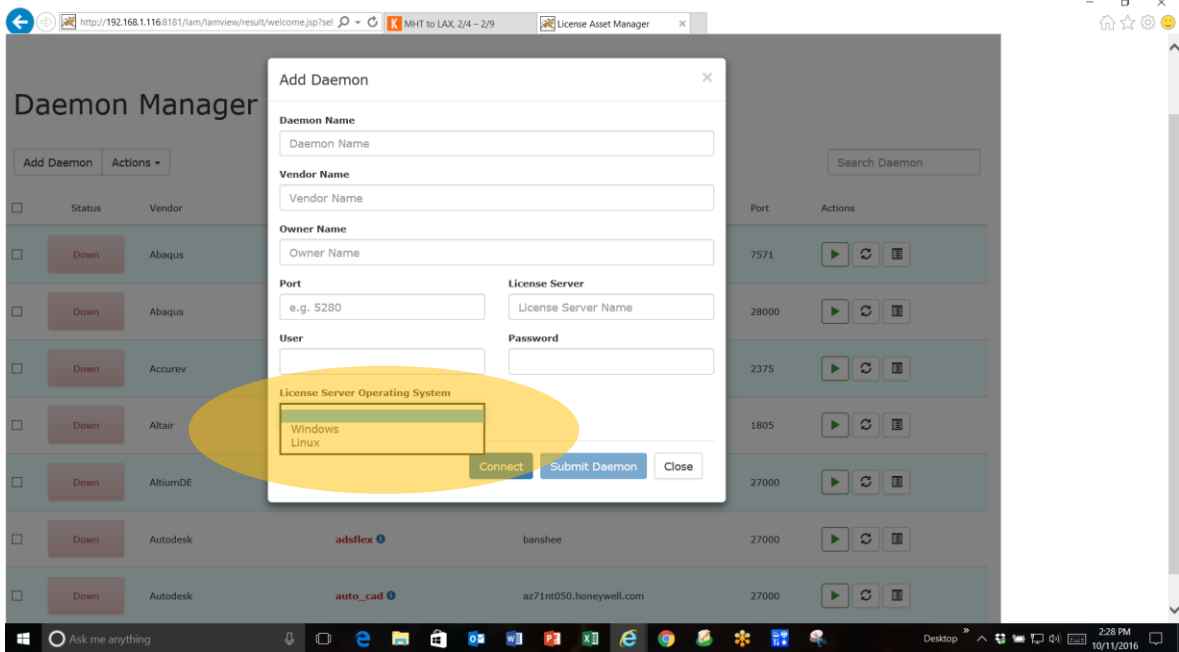 http://192.168.1.116:8181/lam/lamview/result/welcome.jsp?sel
MHT to LAX, 2/4 – 2/9
License Asset Manager
Daemon Manager
Add Daemon
Actions
Search Daemon
Status Vendor Port Actions
Down Abaqus 7571
Down Abaqus 28000
Down Accurev 2375
Down Altair 1805
Down AltiumDE 27000
Down Autodesk adsflex banshee 27000
Down Autodesk auto_cad az71nt050.honeywell.com 27000
Add Daemon
Daemon Name
Daemon Name
Vendor Name
Vendor Name
Owner Name
Owner Name
Port License Server
e.g. 5280 License Server Name
User Password
License Server Operating System
Windows
Linux
Connect Submit Daemon Close
Ask me anything
Desktop
2:28 PM
10/11/2016